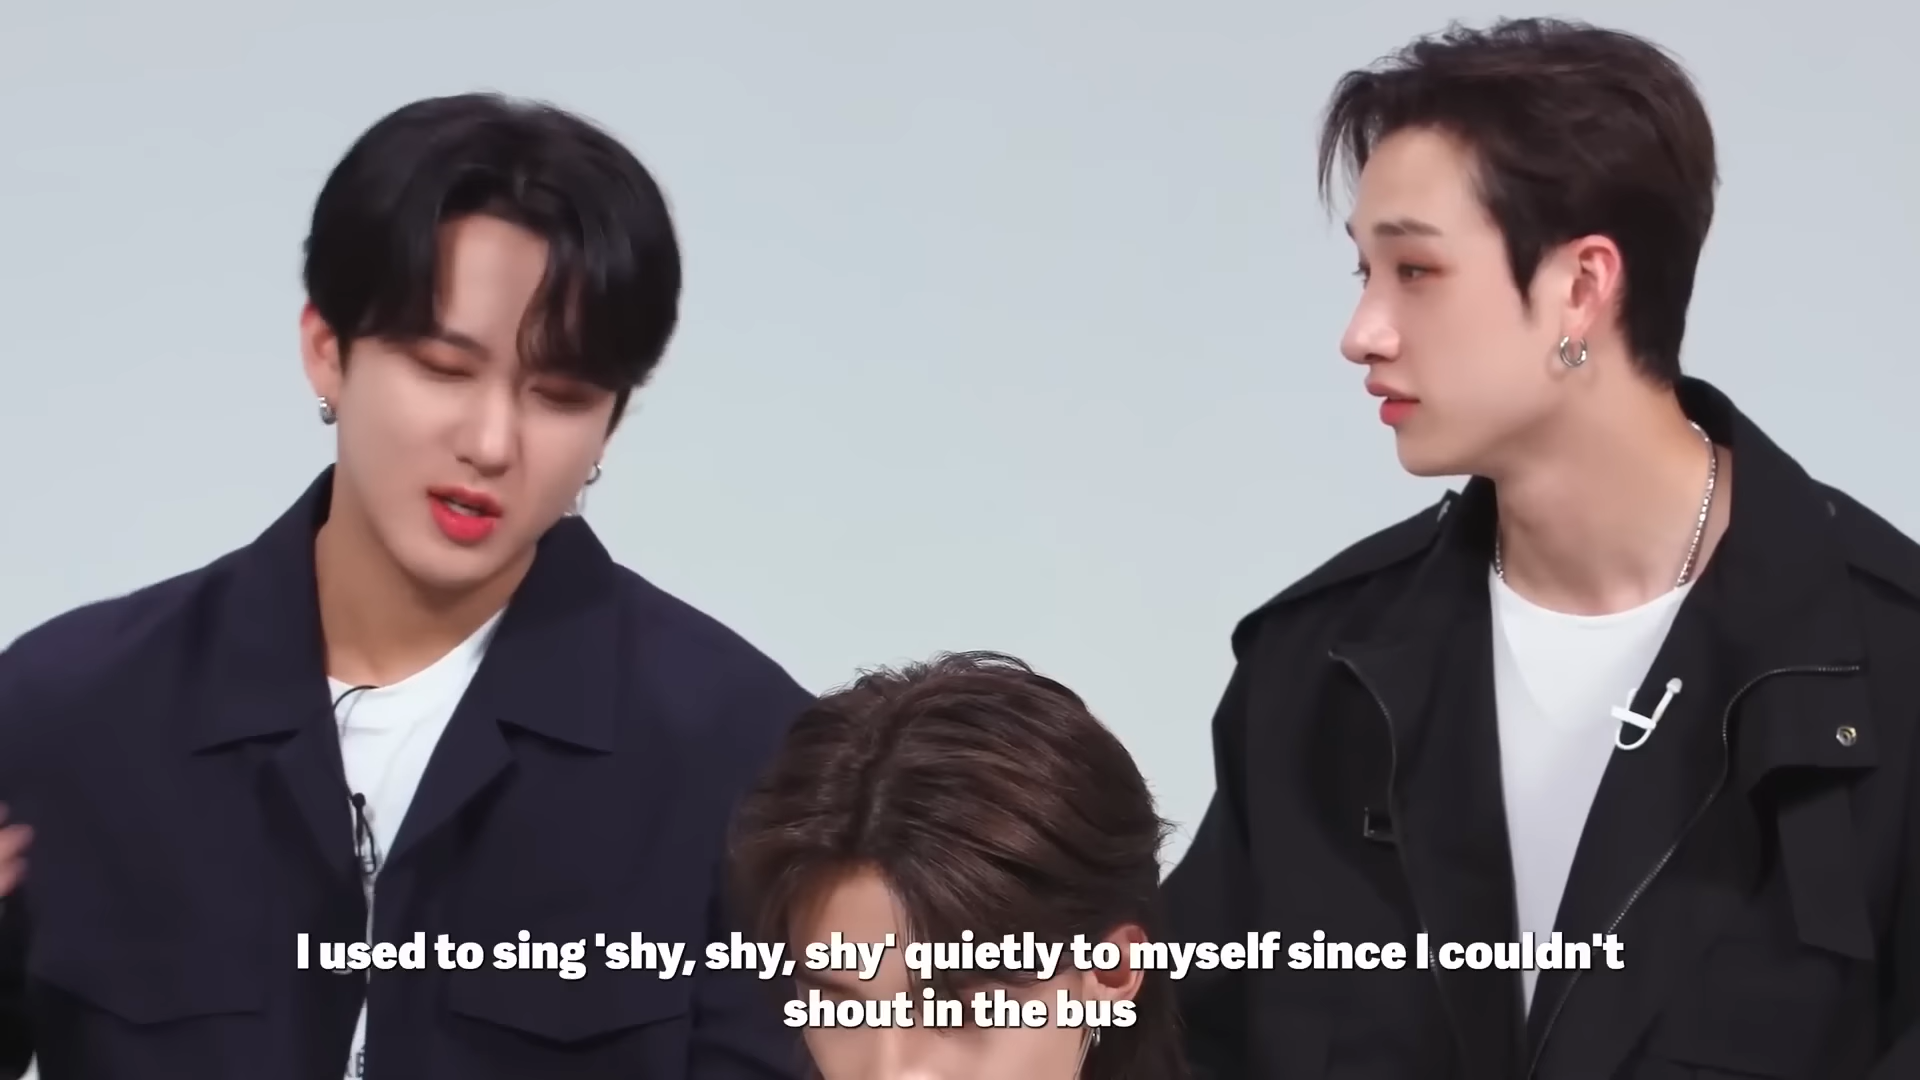 I used to sing 'shy, shy, shy' quietly to myself since I couldn't
shout in the bus